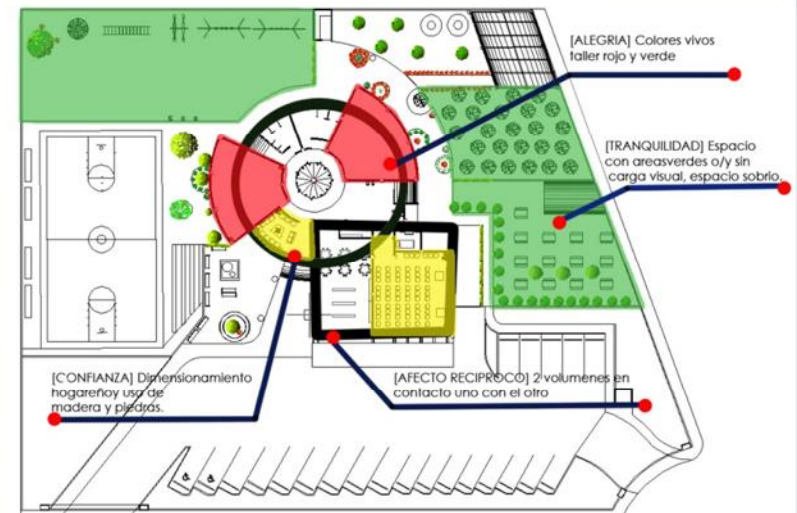 [ALEGRIA] Colores vivos
taller rojo y verde
[TRANQUILIDAD] Espacio
con areasverdes o/y sin
carga visual, espacio sobrio.
[CONFIANZA] Dimensionamiento
hogareñoy uso de
madera y piedras.
[AFECTO RECIPROCO] 2 volumenes en
contacto uno con el otro